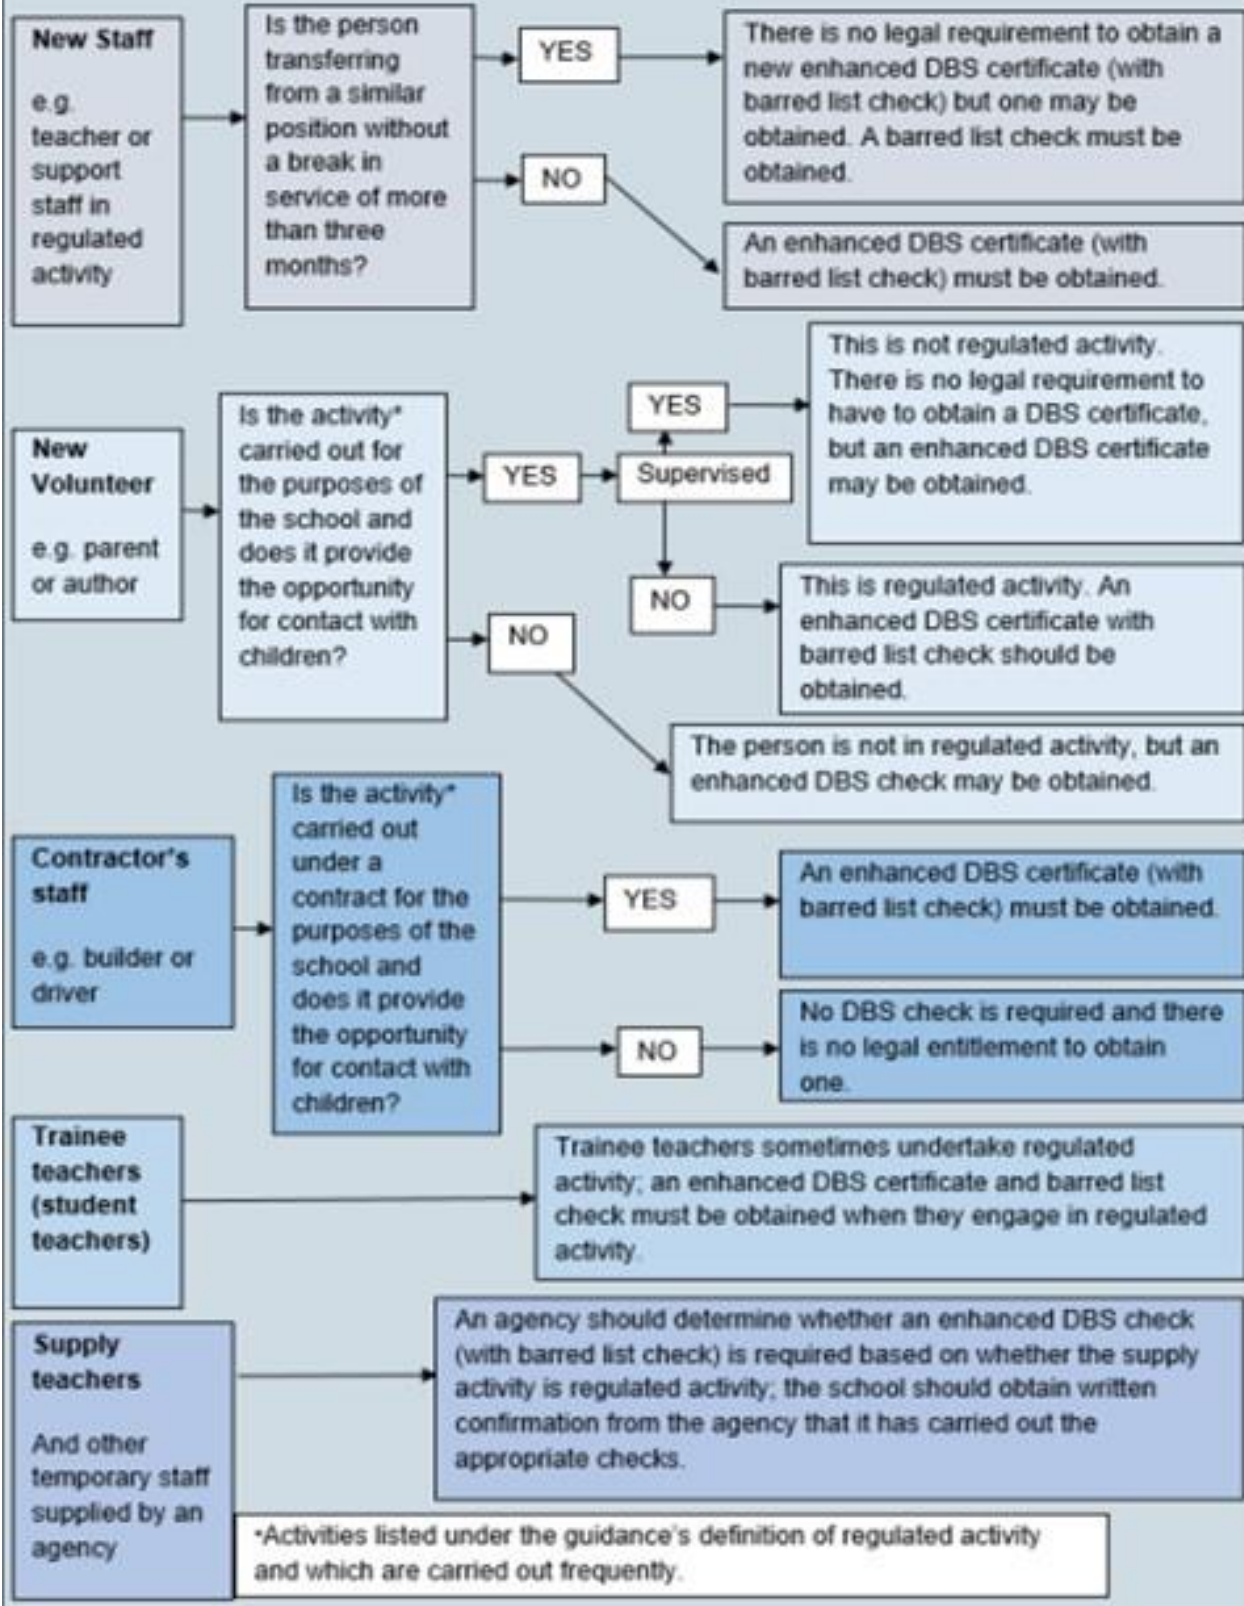 New Staff
e.g.
teacher or
support
staff in
regulated
activity
Is the person
transferring
from a similar
position without
a break in
service of more
than three
months?
YES
There is no legal requirement to obtain a
new enhanced DBS certificate (with
barred list check) but one may be
obtained. A barred list check must be
obtained.
NO
An enhanced DBS certificate (with
barred list check) must be obtained.
New
Volunteer
e.g. parent
or author
Is the activity*
carried out for
the purposes of
the school and
does it provide
the opportunity
for contact with
children?
YES
Supervised
YES
This is not regulated activity.
There is no legal requirement to
have to obtain a DBS certificate,
but an enhanced DBS certificate
may be obtained.
NO
This is regulated activity. An
enhanced DBS certificate with
barred list check should be
obtained.
NO
The person is not in regulated activity, but an
enhanced DBS check may be obtained.
Contractor's
staff
e.g. builder or
driver
Is the activity*
carried out
under a
contract for the
purposes of the
school and
does it provide
the opportunity
for contact with
children?
YES
An enhanced DBS certificate (with
barred list check) must be obtained.
NO
No DBS check is required and there
is no legal entitlement to obtain
one.
Trainee
teachers
(student
teachers)
Trainee teachers sometimes undertake regulated
activity; an enhanced DBS certificate and barred list
check must be obtained when they engage in regulated
activity.
Supply
teachers
And other
temporary staff
supplied by an
agency
An agency should determine whether an enhanced DBS check
(with barred list check) is required based on whether the supply
activity is regulated activity; the school should obtain written
confirmation from the agency that it has carried out the
appropriate checks.
*Activities listed under the guidance's definition of regulated activity
and which are carried out frequently.